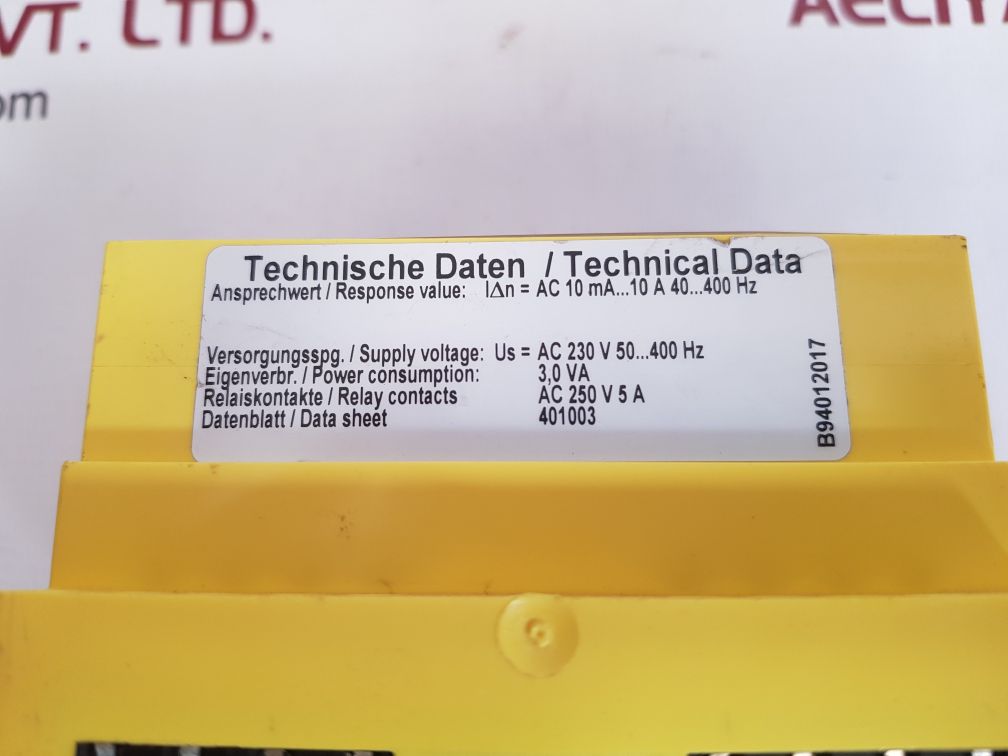 VT. LTD.
om
Technische Daten / Technical Data
Ansprechwert / Response value: I∆n = AC 10 mA...10 A 40...400 Hz
Versorgungsspg. / Supply voltage: Us = AC 230 V 50...400 Hz
Eigenverbr. / Power consumption: 3,0 VA
Relaiskontakte / Relay contacts AC 250 V 5 A
Datenblatt / Data sheet 401003
B94012017